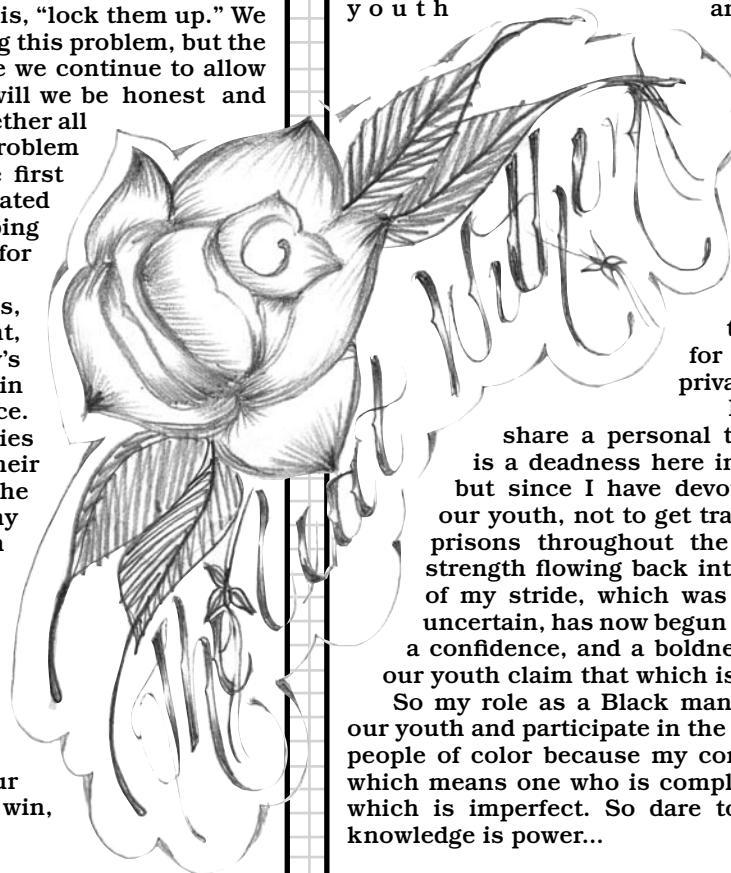 is, “lock them up.” We
g this problem, but the
e we continue to allow
will we be honest and
ether all
roblem
first
ated
ing
for
s,
t,
’s
in
ce.
ies
heir
he
ny
ur
win,
y o u t h an
for
priva
share a personal t
is a deadness here in
but since I have devo
our youth, not to get tra
prisons throughout the
strength flowing back int
of my stride, which was
uncertain, has now begun
a confidence, and a boldne
our youth claim that which is
So my role as a Black man
our youth and participate in the
people of color because my co
which means one who is compl
which is imperfect. So dare to
knowledge is power...